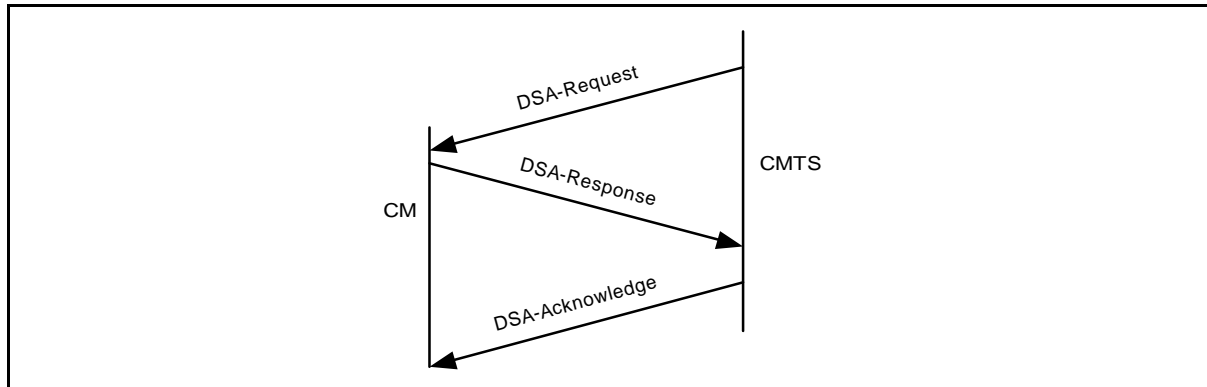 DSA-Request
DSA-Response
CMTS
CM
DSA-Acknowledge